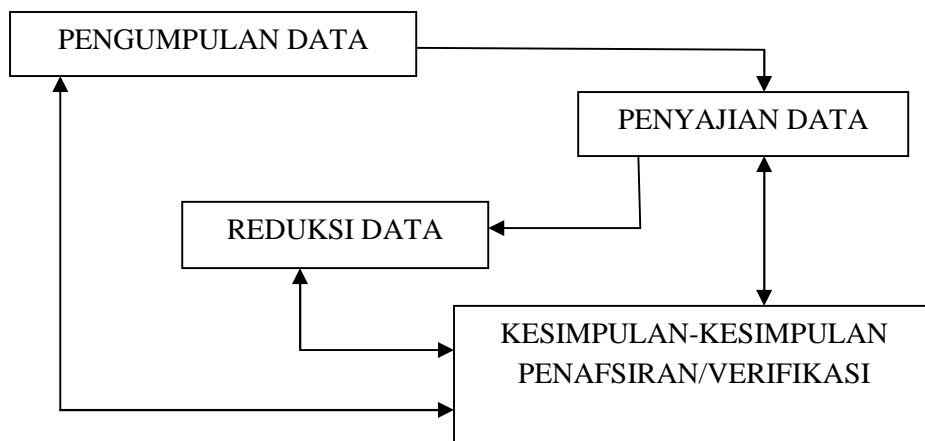 PENGUMPULAN DATA
PENYAJIAN DATA
REDUKSI DATA
KESIMPULAN-KESIMPULAN
PENAFSIRAN/VERIFIKASI